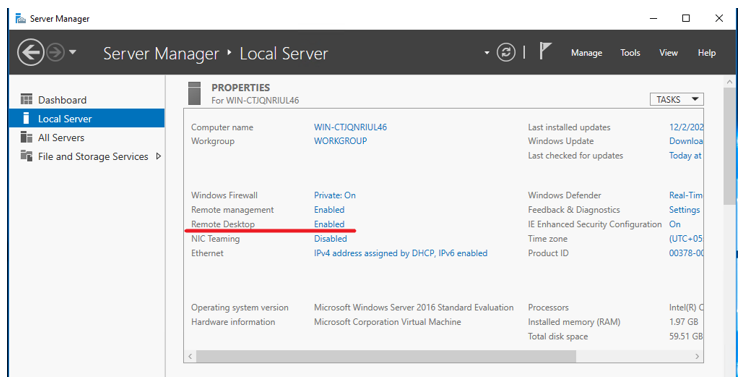 Server Manager
Server Manager ‣ Local Server
Manage Tools View Help
Dashboard
Local Server
All Servers
File and Storage Services
PROPERTIES
For WIN-CTJQNRIUL46
TASKS
Computer name WIN-CTJQNRIUL46 Last installed updates 12/2/202
Workgroup WORKGROUP Windows Update Downloa
Last checked for updates Today at
Windows Firewall Private: On Windows Defender Real-Tim
Remote management Enabled Feedback & Diagnostics Settings
Remote Desktop Enabled IE Enhanced Security Configuration On
NIC Teaming Disabled Time zone (UTC+05
Ethernet IPv4 address assigned by DHCP, IPv6 enabled Product ID 00378-00
Operating system version Microsoft Windows Server 2016 Standard Evaluation Processors Intel(R) C
Hardware information Microsoft Corporation Virtual Machine Installed memory (RAM) 1.97 GB
Total disk space 59.51 GB